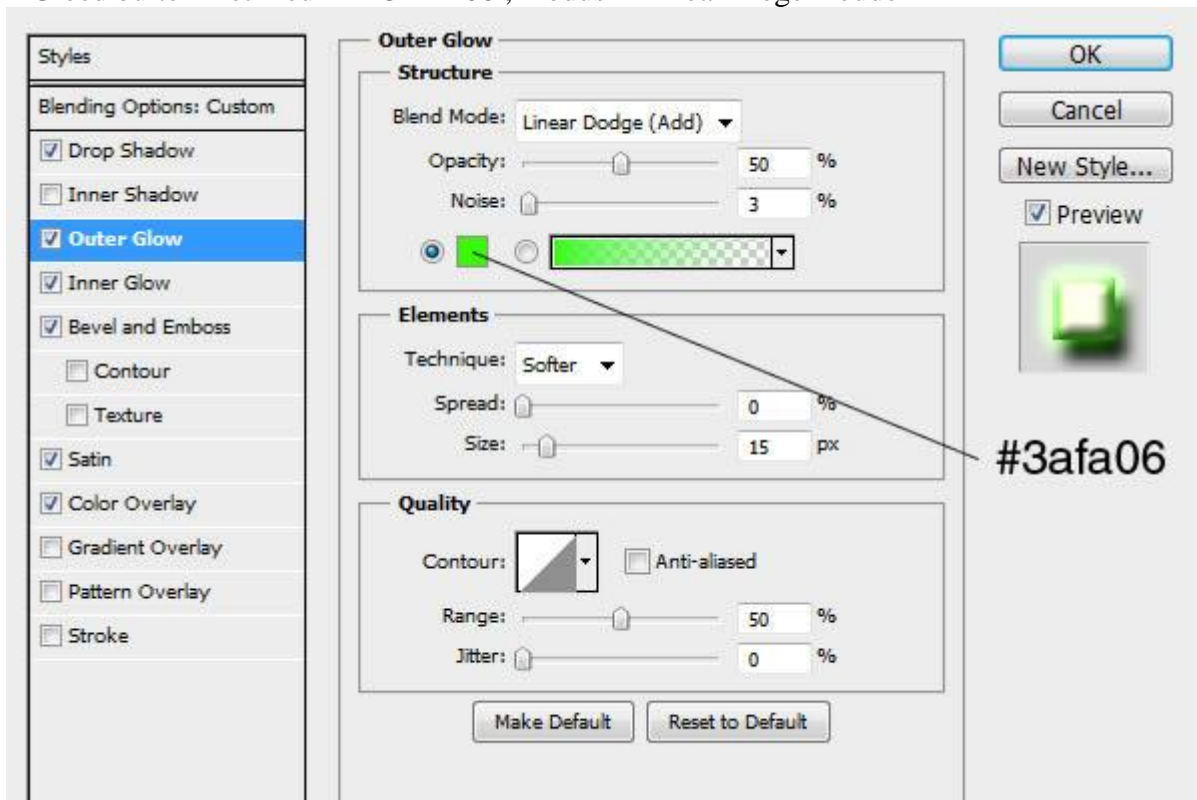 Styles
Blending Options: Custom
Drop Shadow
Inner Shadow
Outer Glow
Inner Glow
Bevel and Emboss
Contour
Texture
Satin
Color Overlay
Gradient Overlay
Pattern Overlay
Stroke
Outer Glow
Structure
Blend Mode: Linear Dodge (Add)
Opacity: 50 %
Noise: 3 %
Elements
Technique: Softer
Spread: 0 %
Size: 15 px
Quality
Contour: Anti-aliased
Range: 50 %
Jitter: 0 %
Make Default Reset to Default
OK
Cancel
New Style...
Preview
#3afa06